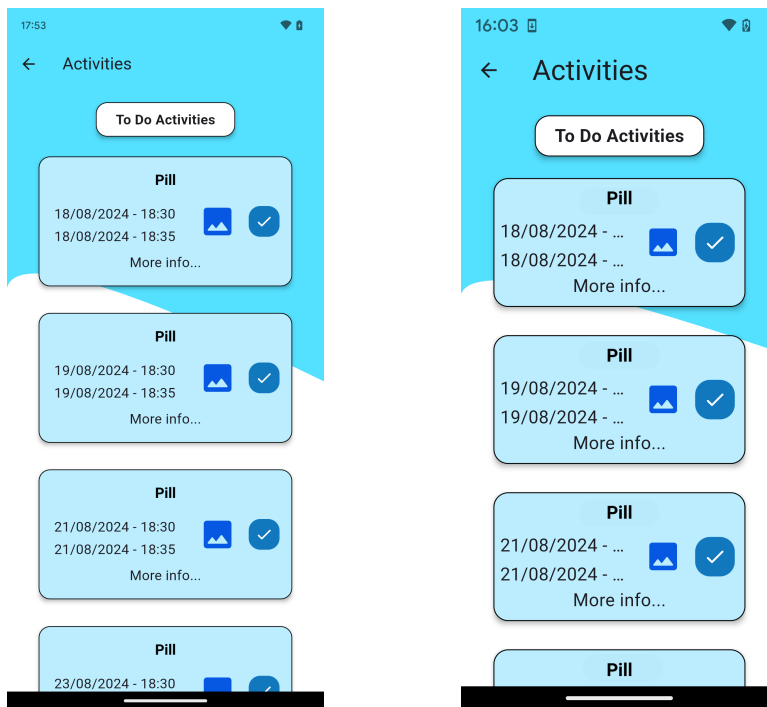 17:53
Activities
To Do Activities
Pill
18/08/2024 - 18:30
18/08/2024 - 18:35
More info...
Pill
19/08/2024 - 18:30
19/08/2024 - 18:35
More info...
Pill
21/08/2024 - 18:30
21/08/2024 - 18:35
More info...
Pill
23/08/2024 - 18:30
16:03
Activities
To Do Activities
Pill
18/08/2024 - ...
18/08/2024 - ...
More info...
Pill
19/08/2024 - ...
19/08/2024 - ...
More info...
Pill
21/08/2024 - ...
21/08/2024 - ...
More info...
Pill